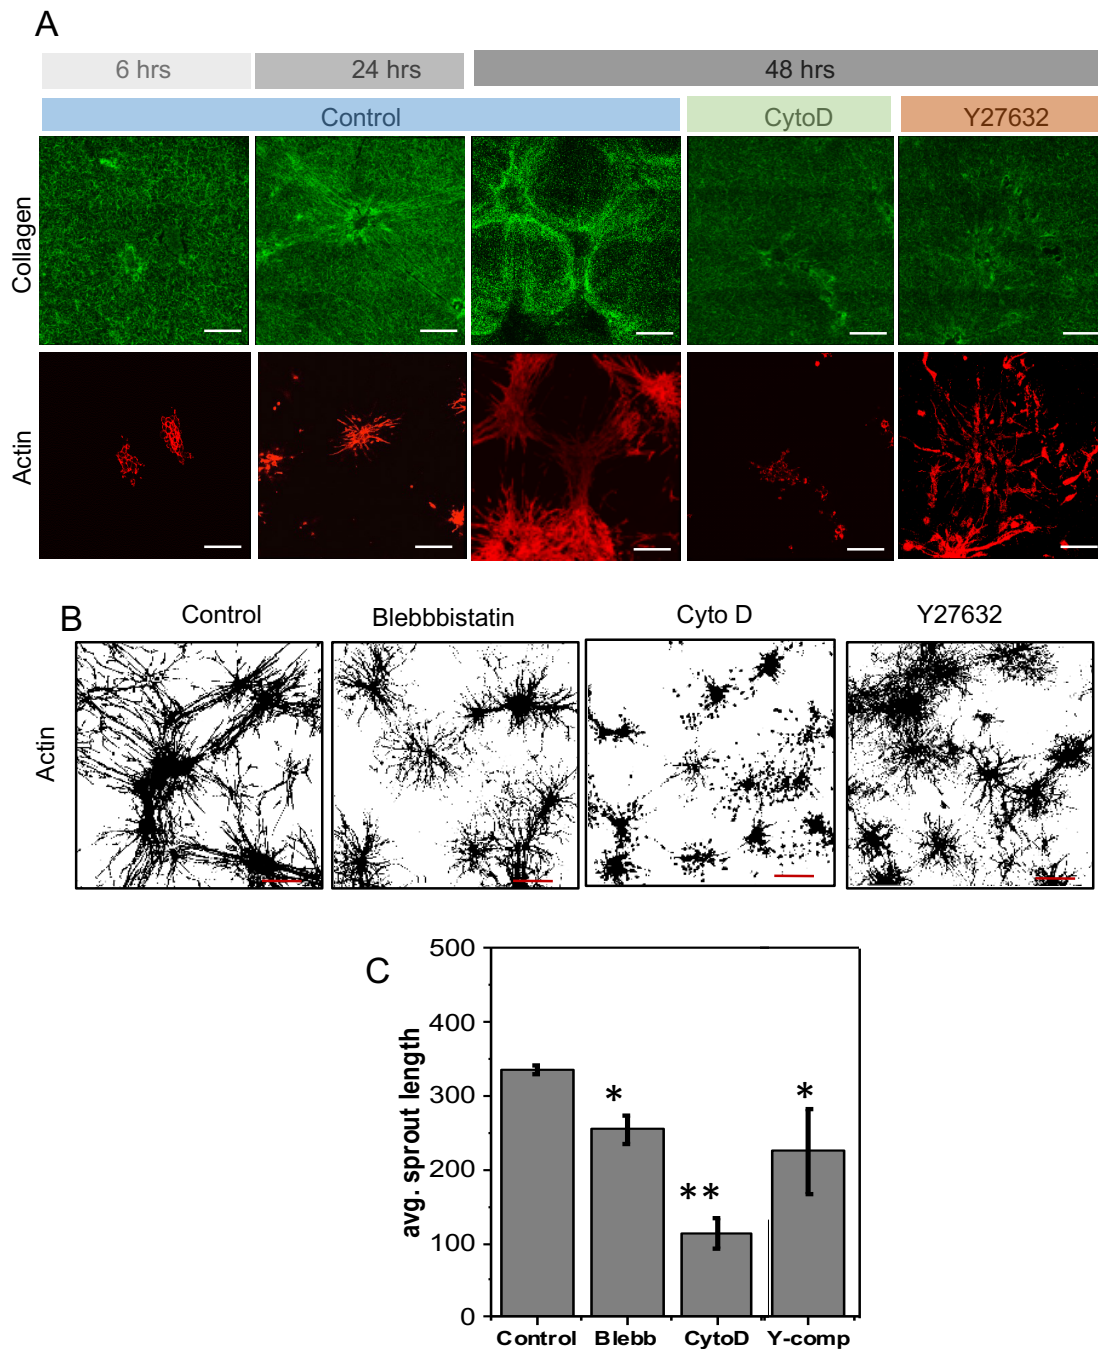 A
6 hrs 24 hrs 48 hrs
Control CytoD Y27632
Collagen
Actin
B
Control Blebbbistatin Cyto D Y27632
Actin
C
avg. sprout length
500
400
300
200
100
0
*
**
*
Control Blebb CytoD Y-comp